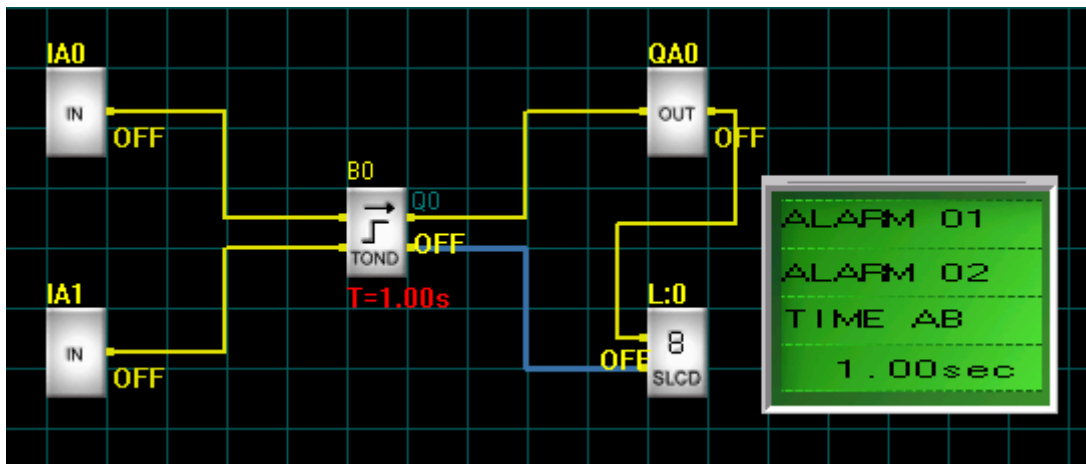 IA0
IN
OFF
IA1
IN
OFF
B0
Q0
OFF
TOND
T=1.00s
QA0
OUT
OFF
L:0
8
OFF
SLCD
ALARM 01
ALARM 02
TIME AB
1.00sec